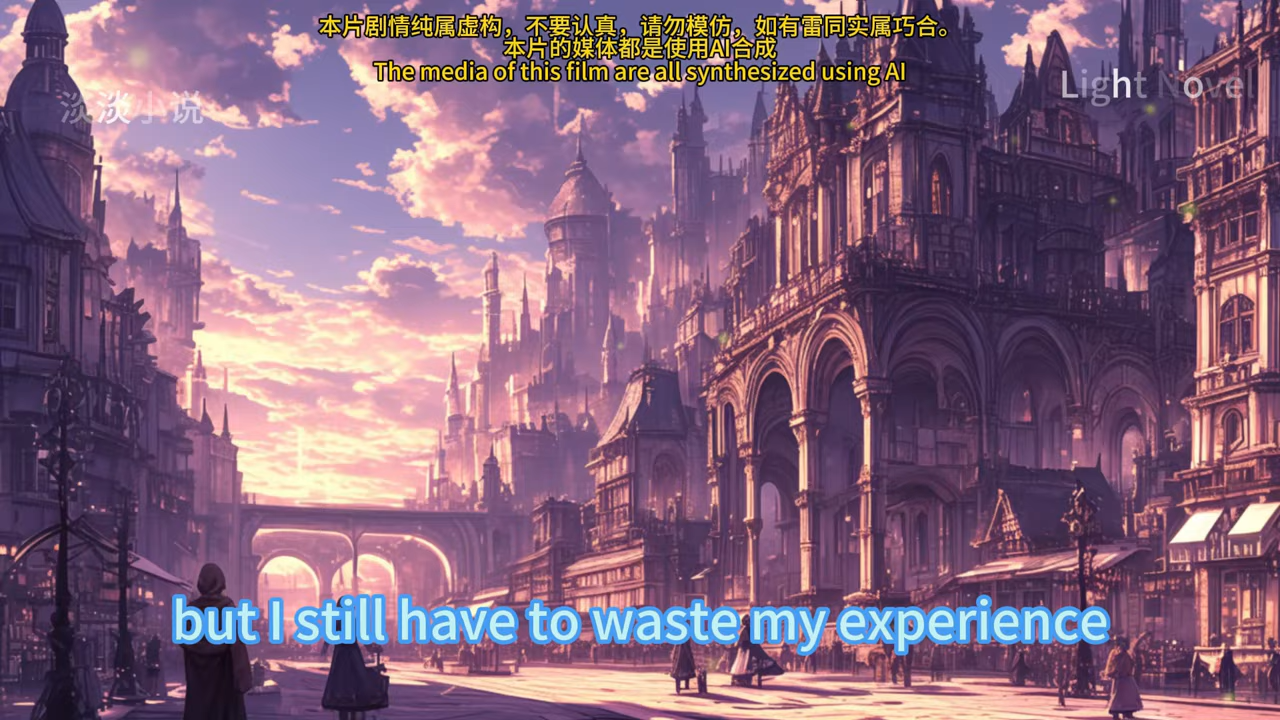 本片剧情纯属虚构，不要认真，请勿模仿，如有雷同实属巧合。
本片的媒体都是使用AI合成
The media of this film are all synthesized using AI
Light Novel
淡淡小说
but I still have to waste my experience